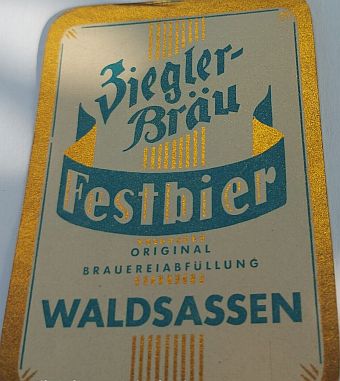 Ziegler-
Bräu
Festbier
ORIGINAL
BRAUEREIABFÜLLUNG
WALDSASSEN